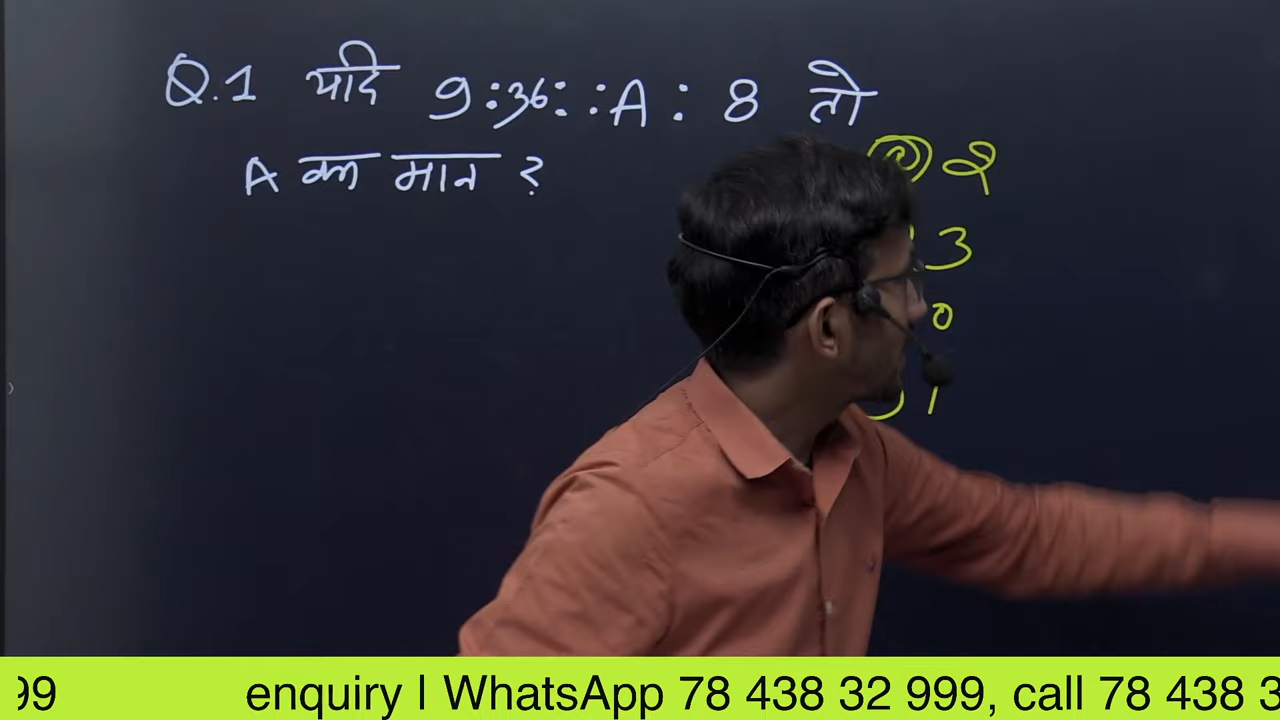 Q.1 यदि 9:36: :A: 8 तो
A का मान ?
3
0
1
99 enquiry I WhatsApp 78 438 32 999, call 78 438 3